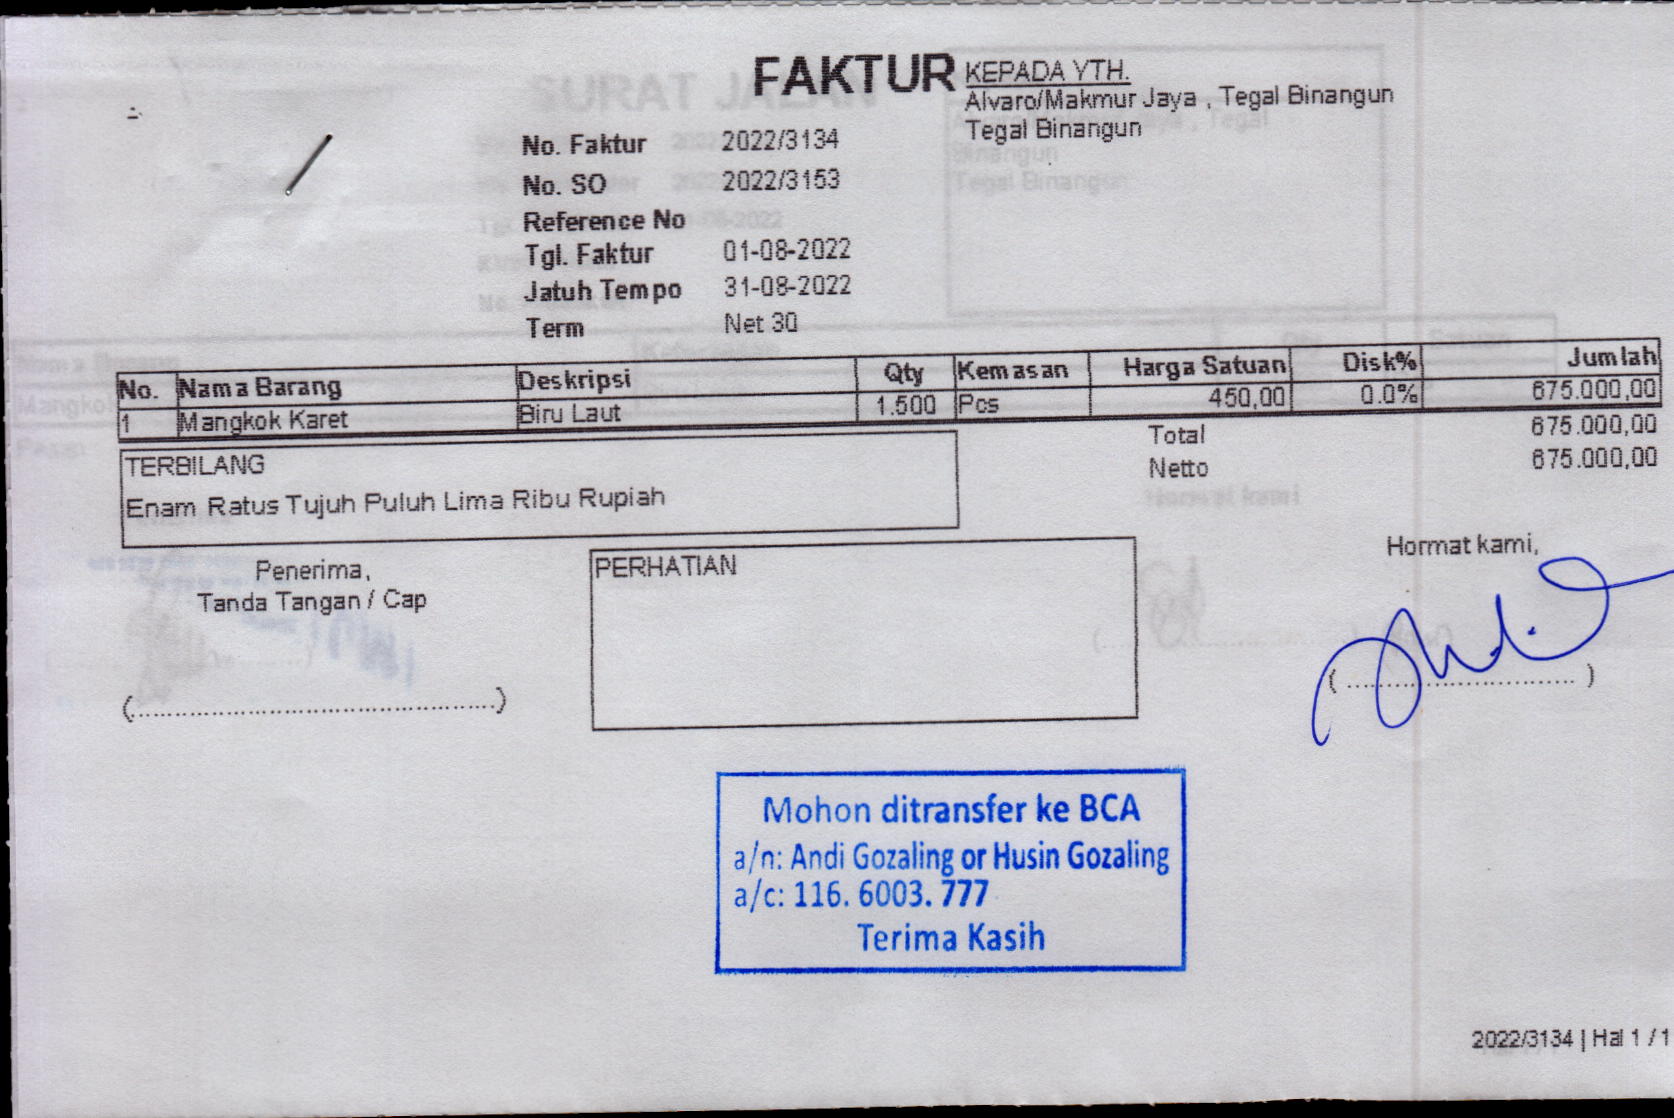 FAKTUR
KEPADA YTH.
Alvaro/Makmur Jaya , Tegal Binangun
Tegal Binangun
No. Faktur 2022/3134
No. SO 2022/3153
Reference No
Tgl. Faktur 01-08-2022
Jatuh Tempo 31-08-2022
Term Net 30
No. Nama Barang Deskripsi Qty Kemasan Harga Satuan Disk% Jumlah
1 Mangkok Karet Biru Laut 1.500 Pcs 450,00 0.0% 675.000,00
Total 675.000,00
Netto 675.000,00
TERBILANG
Enam Ratus Tujuh Puluh Lima Ribu Rupiah
Penerima,
Tanda Tangan / Cap
(..............................................)
PERHATIAN
Hormat kami,
( .............................. )
Mohon ditransfer ke BCA
a/n: Andi Gozaling or Husin Gozaling
a/c: 116. 6003. 777
Terima Kasih
2022/3134 | Hal 1 / 1
SURAT JALAN